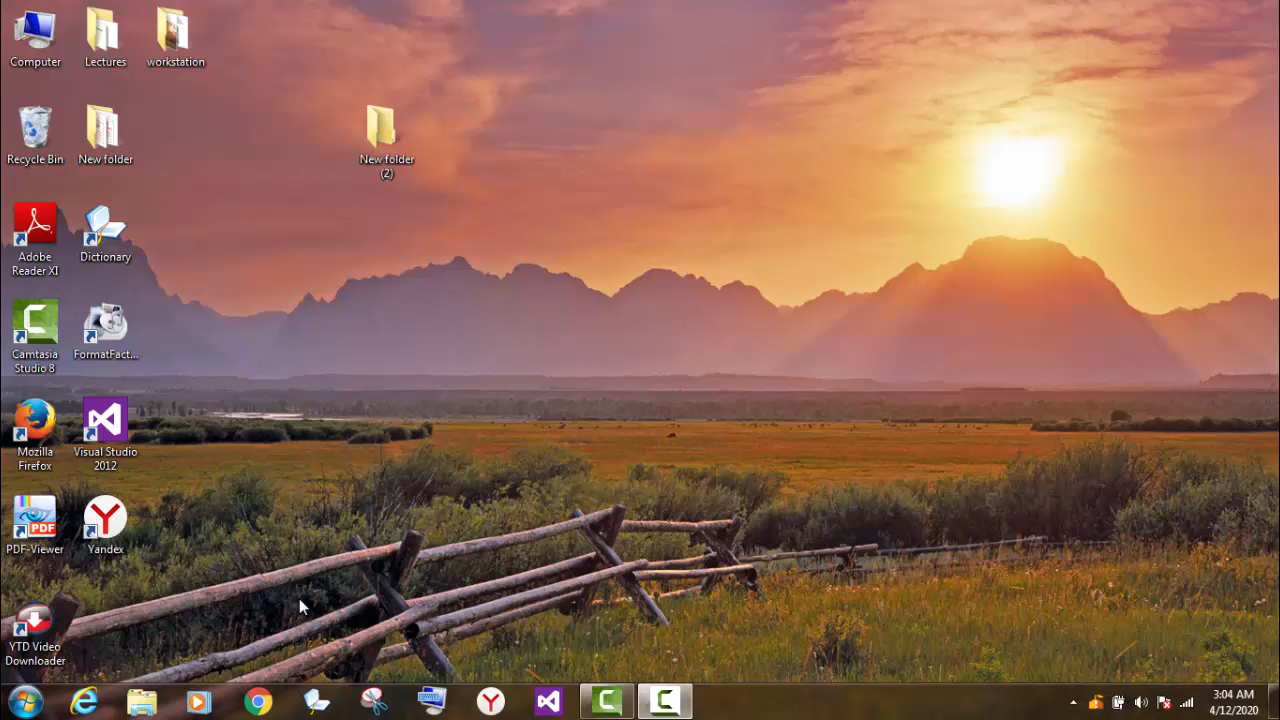 Computer
Lectures
workstation
Recycle Bin
New folder
New folder
(2)
Adobe
Reader XI
Dictionary
Camtasia
Studio 8
FormatFact...
Mozilla
Firefox
Visual Studio
2012
PDF
PDF-Viewer
Yandex
YTD Video
Downloader
3:04 AM
4/12/2020